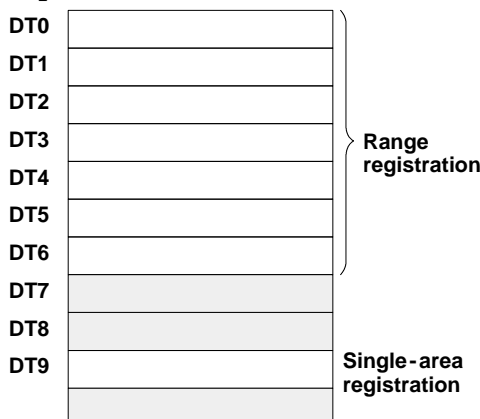 DT0
DT1
DT2
DT3
Range
registration
DT4
DT5
DT6
DT7
DT8
DT9
Single-area
registration